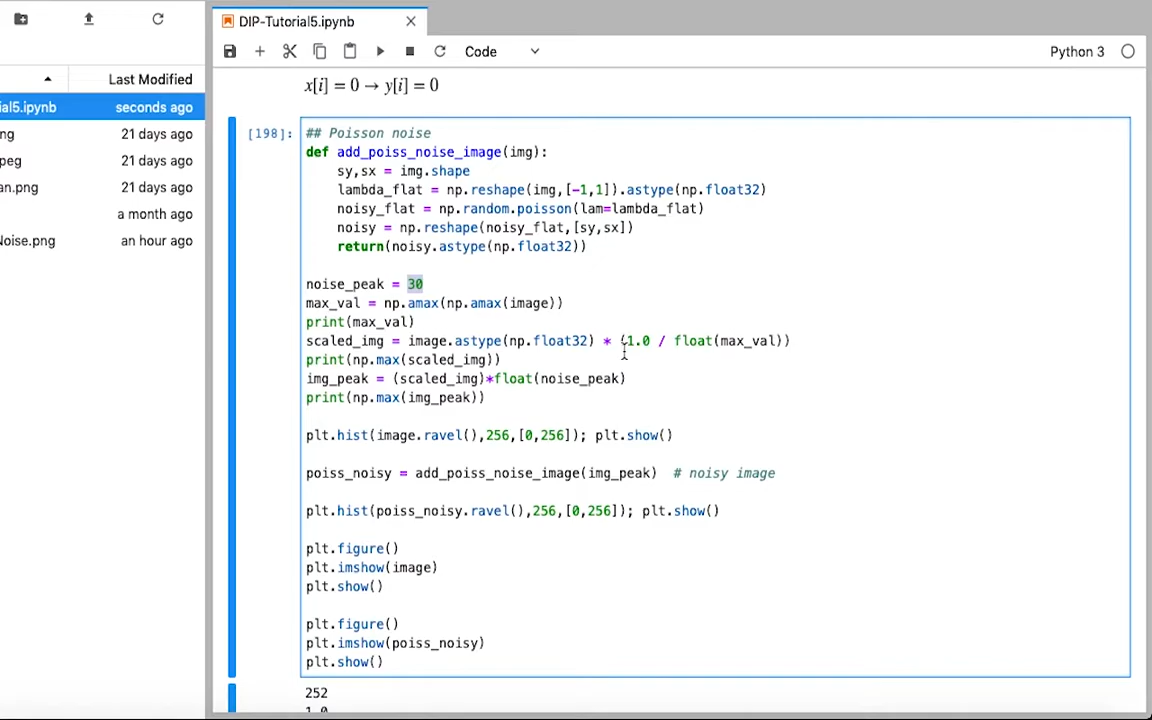 DIP-Tutorial5.ipynb
Code
Python 3
Last Modified
ial5.ipynb seconds ago
ng 21 days ago
peg 21 days ago
an.png 21 days ago
a month ago
Noise.png an hour ago
x[i] = 0 → y[i] = 0
[198]:
## Poisson noise
def add_poiss_noise_image(img):
    sy,sx = img.shape
    lambda_flat = np.reshape(img,[-1,1]).astype(np.float32)
    noisy_flat = np.random.poisson(lam=lambda_flat)
    noisy = np.reshape(noisy_flat,[sy,sx])
    return(noisy.astype(np.float32))
noise_peak = 30
max_val = np.amax(np.amax(image))
print(max_val)
scaled_img = image.astype(np.float32) * (1.0 / float(max_val))
print(np.max(scaled_img))
img_peak = (scaled_img)*float(noise_peak)
print(np.max(img_peak))
plt.hist(image.ravel(),256,[0,256]); plt.show()
poiss_noisy = add_poiss_noise_image(img_peak)  # noisy image
plt.hist(poiss_noisy.ravel(),256,[0,256]); plt.show()
plt.figure()
plt.imshow(image)
plt.show()
plt.figure()
plt.imshow(poiss_noisy)
plt.show()
252
1.0